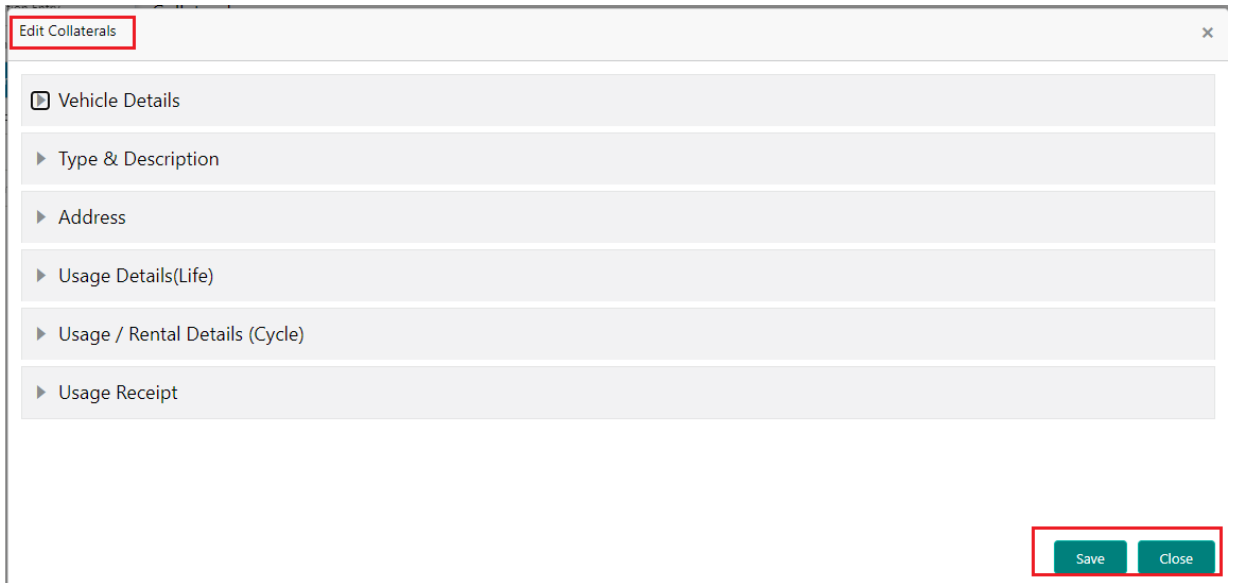 Edit Collaterals
×
Vehicle Details
Type & Description
Address
Usage Details(Life)
Usage / Rental Details (Cycle)
Usage Receipt
Save Close